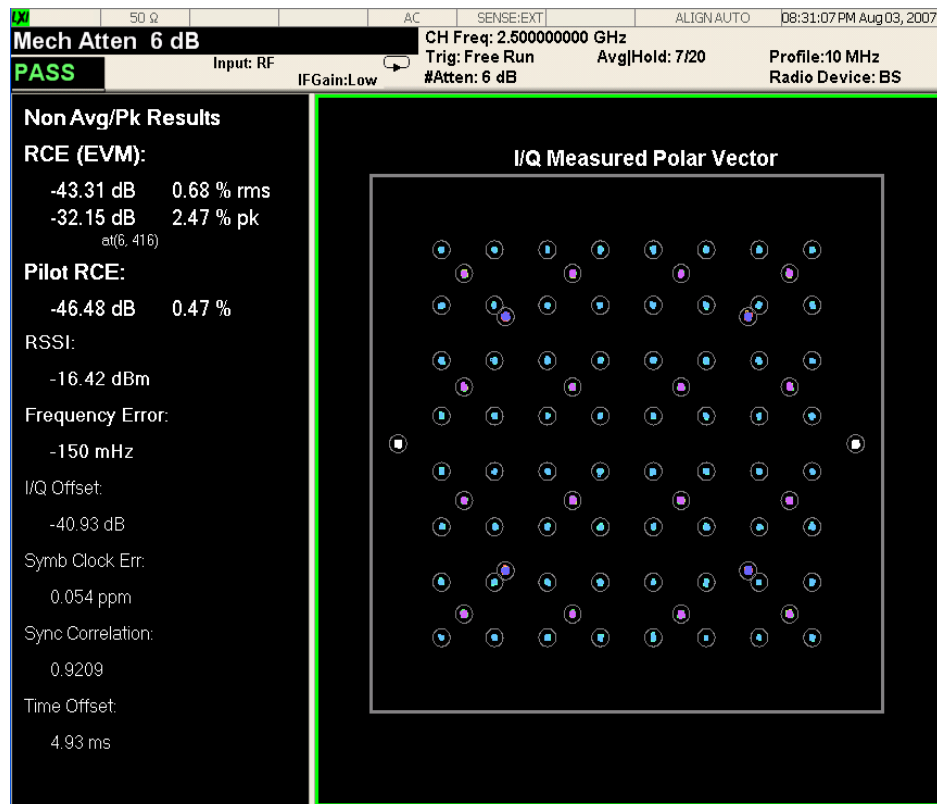 LXI 50 Ω AC SENSE:EXT ALIGN AUTO 08:31:07 PM Aug 03, 2007
Mech Atten 6 dB
CH Freq: 2.500000000 GHz
PASS
Input: RF
Trig: Free Run Avg|Hold: 7/20 Profile:10 MHz
IFGain:Low
#Atten: 6 dB Radio Device: BS
Non Avg/Pk Results
RCE (EVM):
-43.31 dB 0.68 % rms
-32.15 dB 2.47 % pk
at(6, 416)
Pilot RCE:
-46.48 dB 0.47 %
RSSI:
-16.42 dBm
Frequency Error:
-150 mHz
I/Q Offset:
-40.93 dB
Symb Clock Err:
0.054 ppm
Sync Correlation:
0.9209
Time Offset:
4.93 ms
I/Q Measured Polar Vector